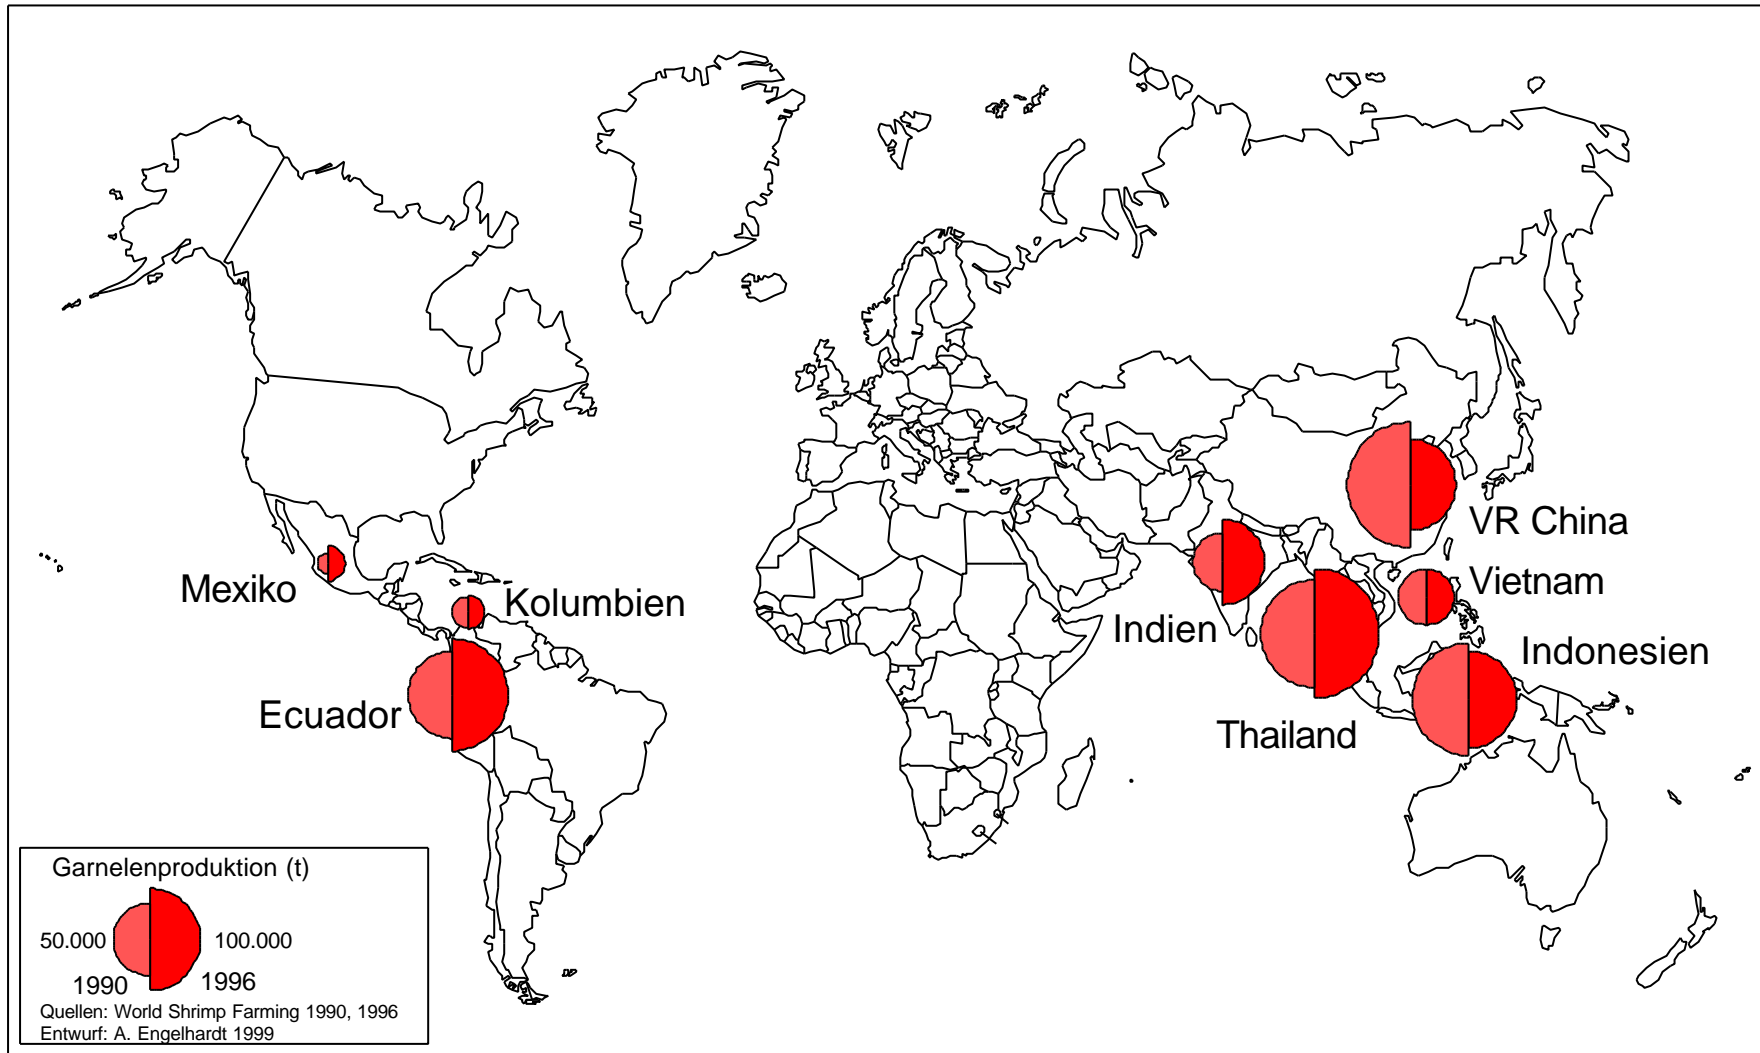 VR China
Vietnam
Mexiko
Kolumbien
Indien
Indonesien
Ecuador
Thailand
Garnelenproduktion (t)
50.000
100.000
1990
1996
Quellen: World Shrimp Farming 1990, 1996
Entwurf: A. Engelhardt 1999